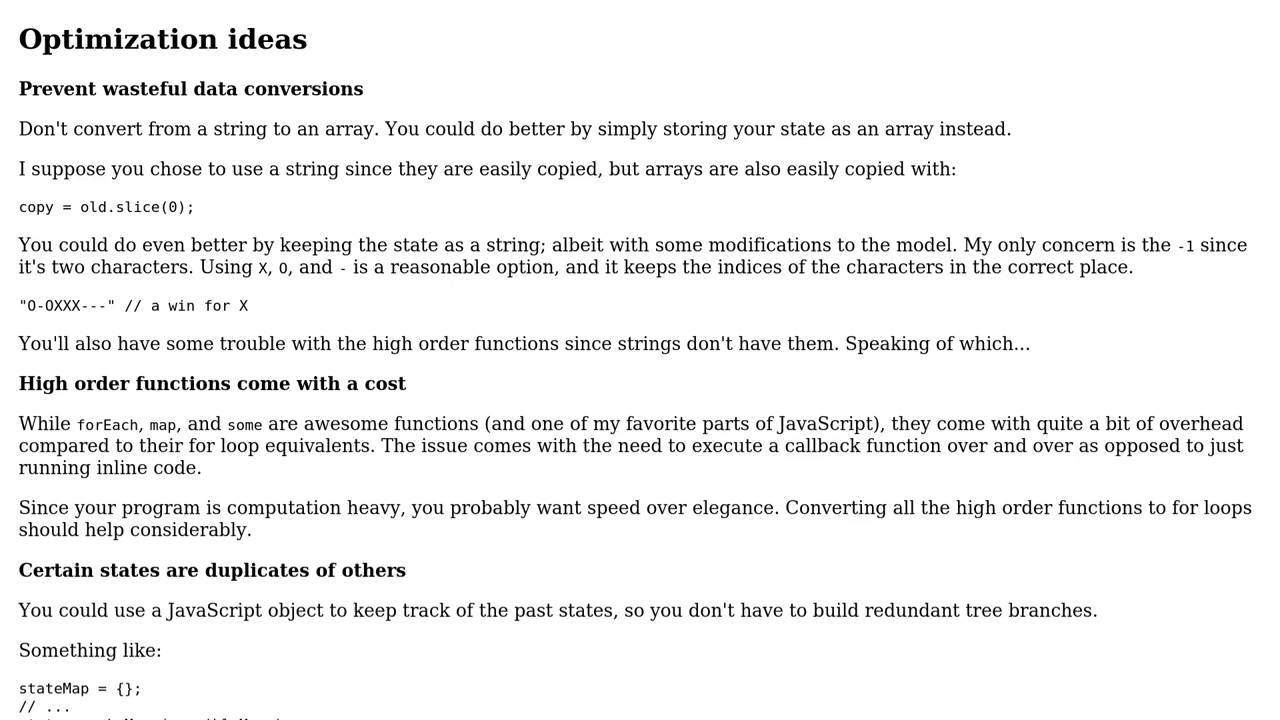 Optimization ideas
Prevent wasteful data conversions
Don't convert from a string to an array. You could do better by simply storing your state as an array instead.
I suppose you chose to use a string since they are easily copied, but arrays are also easily copied with:
copy = old.slice(0);
You could do even better by keeping the state as a string; albeit with some modifications to the model. My only concern is the -1 since
it's two characters. Using X, O, and - is a reasonable option, and it keeps the indices of the characters in the correct place.
"O-OXXX---" // a win for X
You'll also have some trouble with the high order functions since strings don't have them. Speaking of which...
High order functions come with a cost
While forEach, map, and some are awesome functions (and one of my favorite parts of JavaScript), they come with quite a bit of overhead
compared to their for loop equivalents. The issue comes with the need to execute a callback function over and over as opposed to just
running inline code.
Since your program is computation heavy, you probably want speed over elegance. Converting all the high order functions to for loops
should help considerably.
Certain states are duplicates of others
You could use a JavaScript object to keep track of the past states, so you don't have to build redundant tree branches.
Something like:
stateMap = {};
// ...